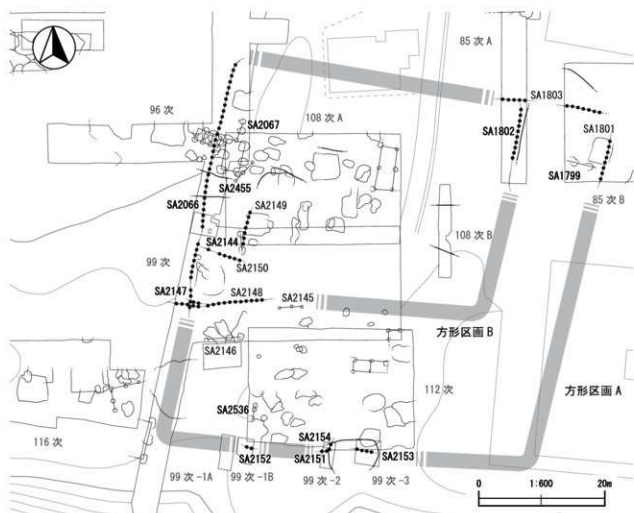 85 次 A
SA1803
96 次
108 次 A
SA2067
SA1802
SA1801
SA1799
SA2455
85 次 B
SA2066
SA2149
SA2144
108 次 B
SA2150
99 次
SA2147
SA2148
SA2145
方形区画 B
SA2146
方形区画 A
112 次
SA2536
116 次
SA2154
SA2152
SA2151
SA2153
99 次 -1A
99 次 -1B
99 次 -2
99 次 -3
0
1:600
20m